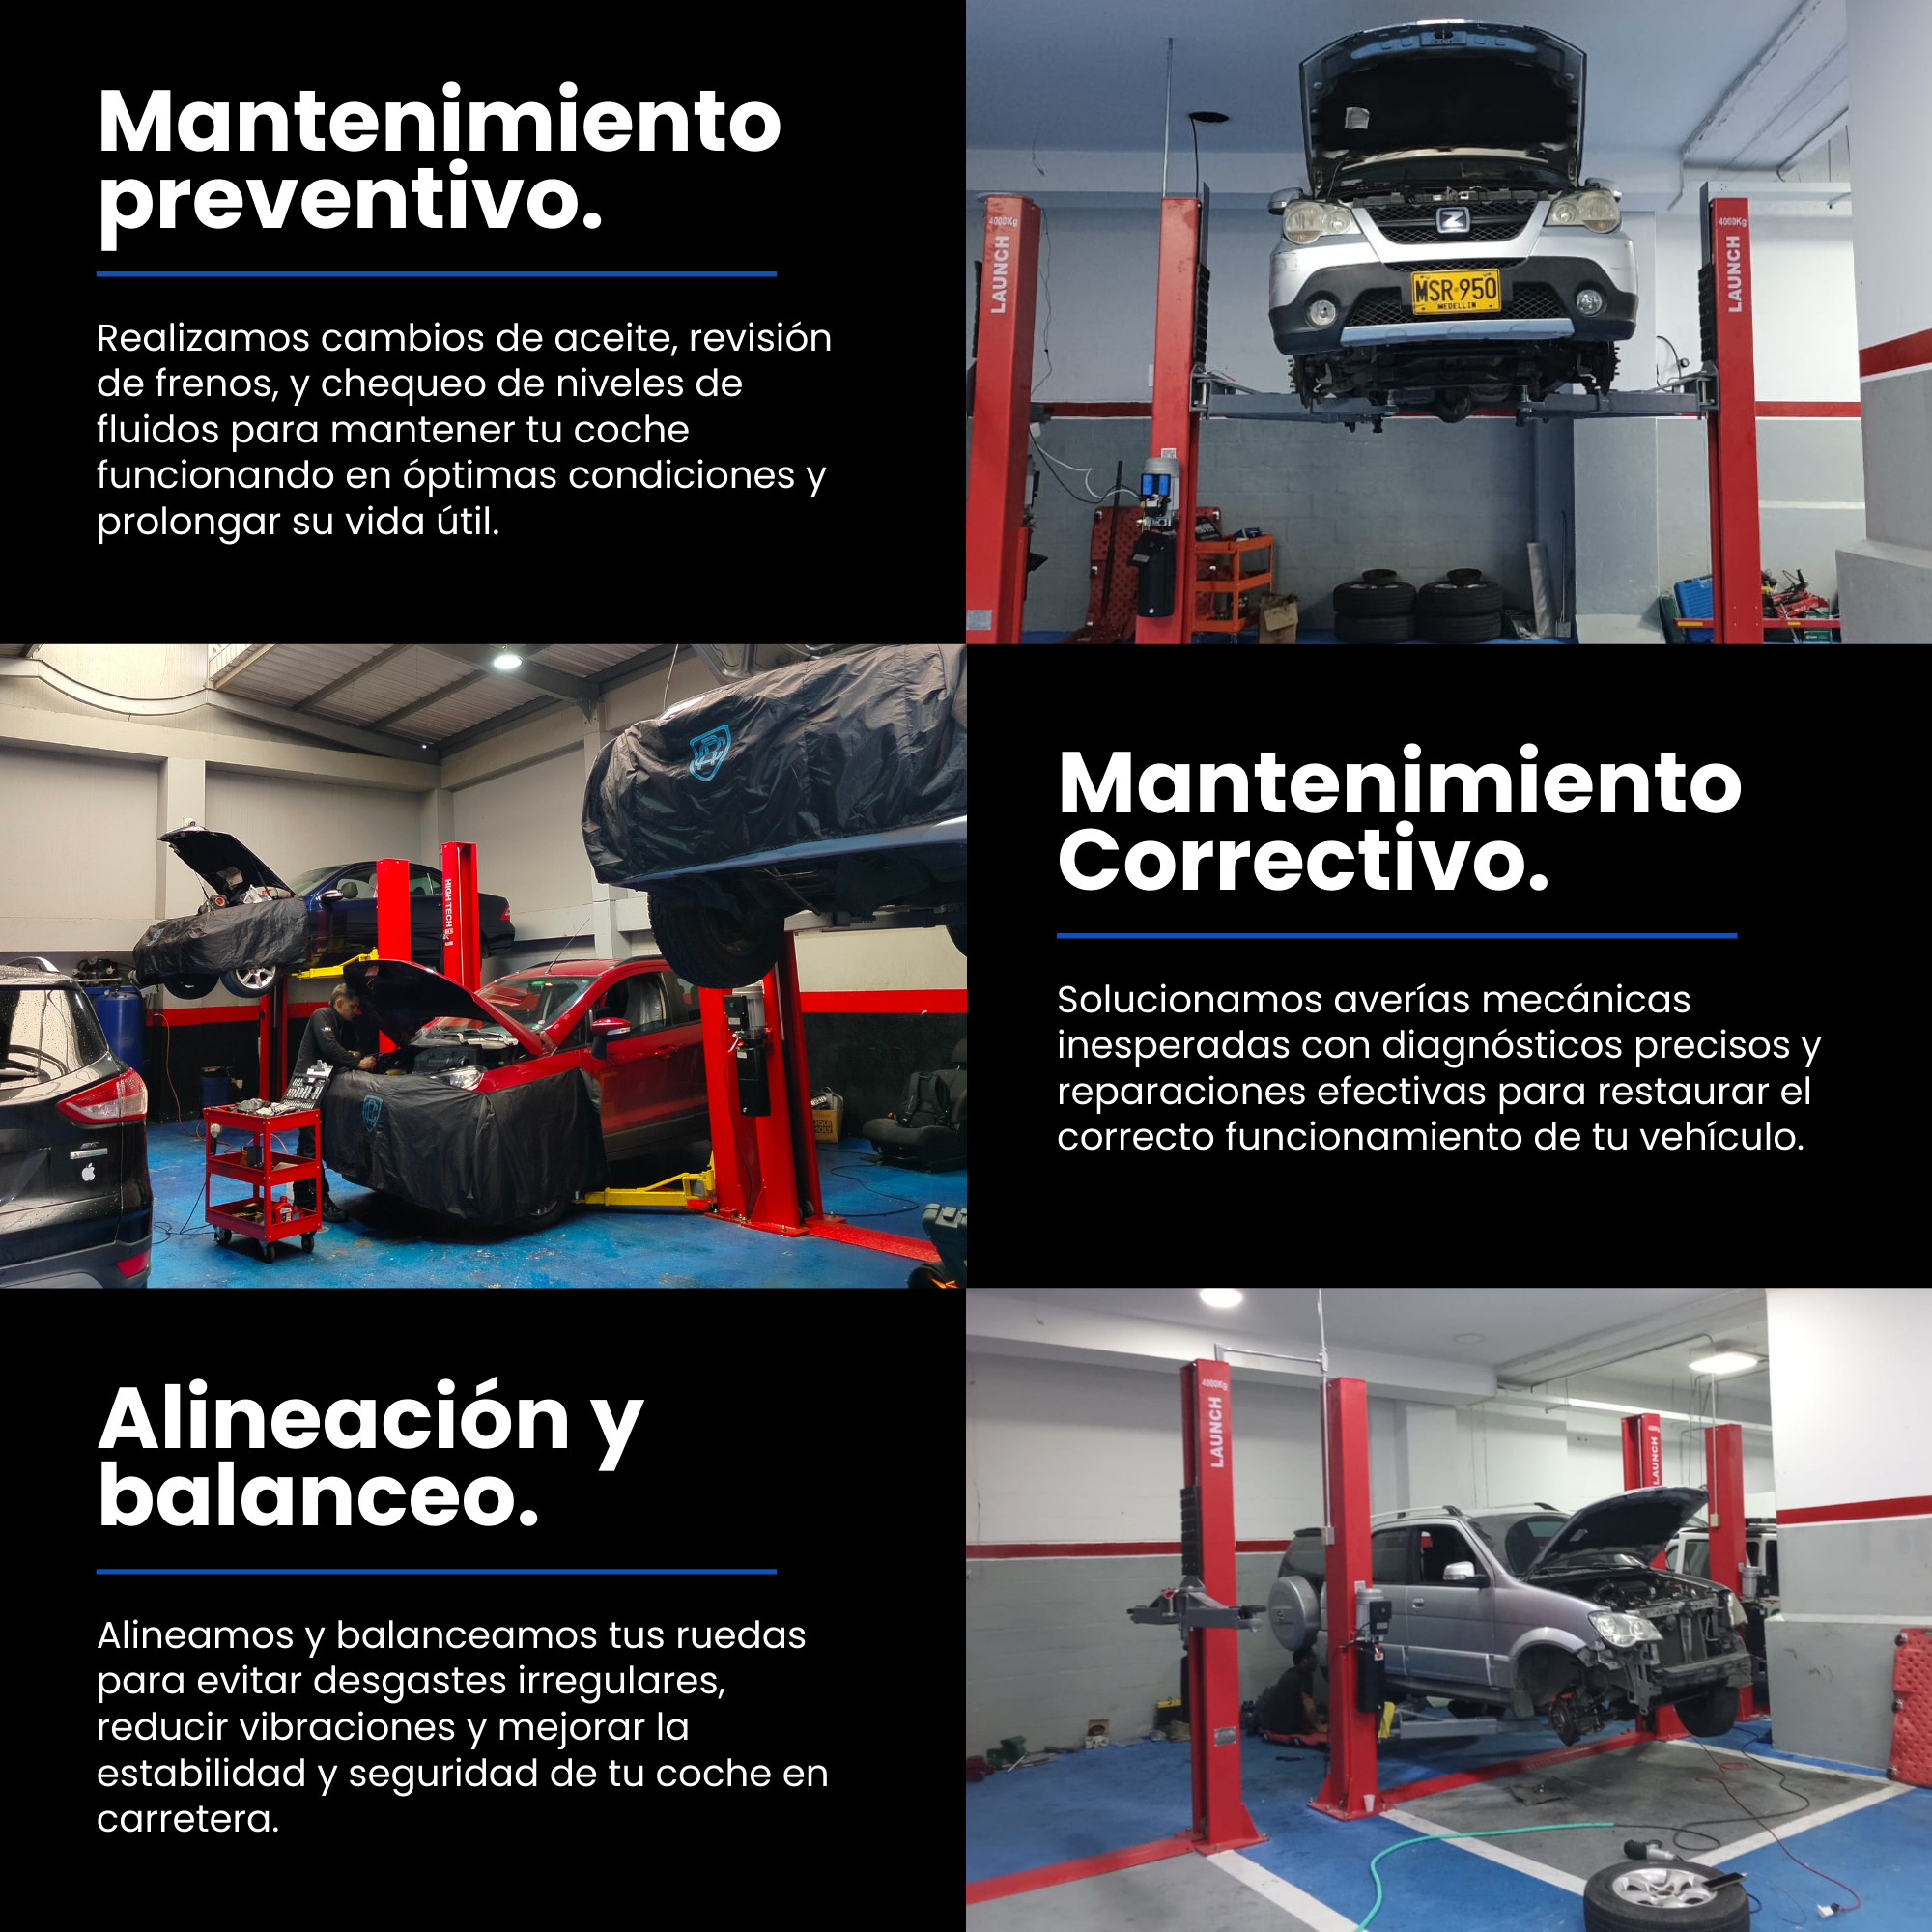 Mantenimiento
preventivo.
Realizamos cambios de aceite, revisión
de frenos, y chequeo de niveles de
fluidos para mantener tu coche
funcionando en óptimas condiciones y
prolongar su vida útil.
4000Kg
LAUNCH
4000Kg
LAUNCH
MSR 950
MEDELLIN
HIGH TECH
Mantenimiento
Correctivo.
Solucionamos averías mecánicas
inesperadas con diagnósticos precisos y
reparaciones efectivas para restaurar el
correcto funcionamiento de tu vehículo.
Alineación y
balanceo.
Alineamos y balanceamos tus ruedas
para evitar desgastes irregulares,
reducir vibraciones y mejorar la
estabilidad y seguridad de tu coche en
carretera.
4000Kg
LAUNCH
LAUNCH